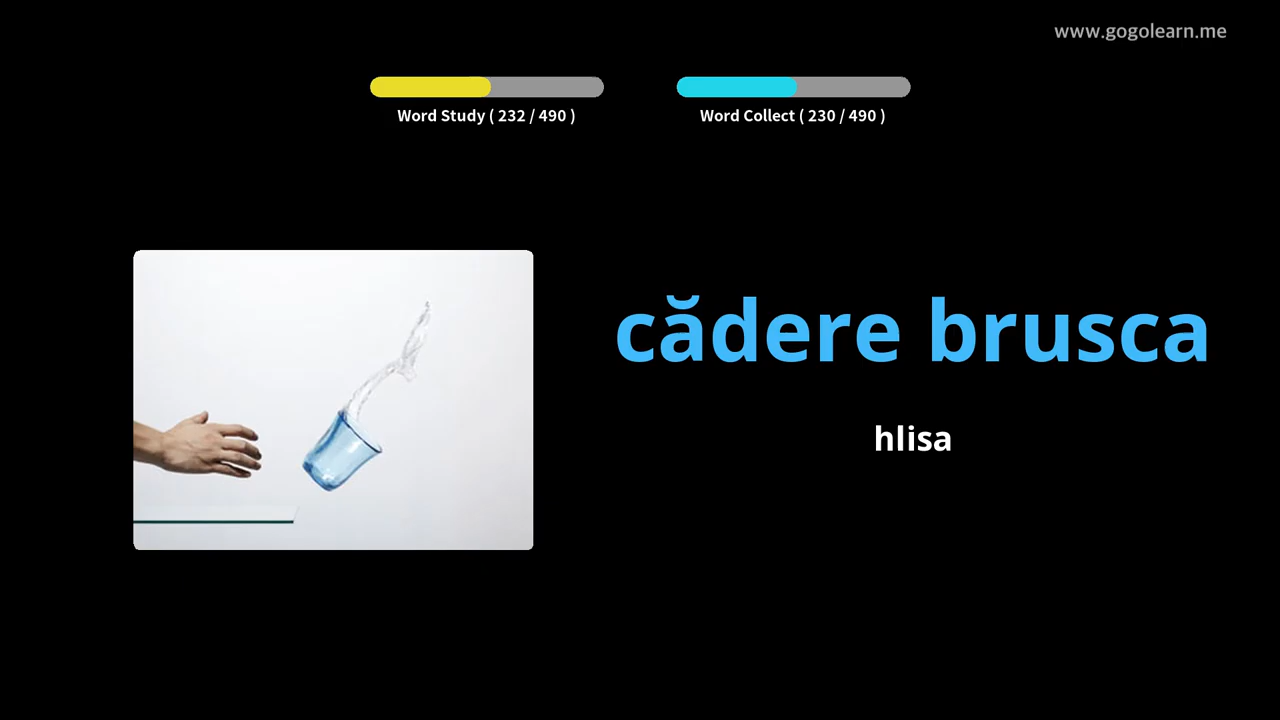 www.gogolearn.me
Word Study ( 232 / 490 )
Word Collect ( 230 / 490 )
cădere brusca
hlisa